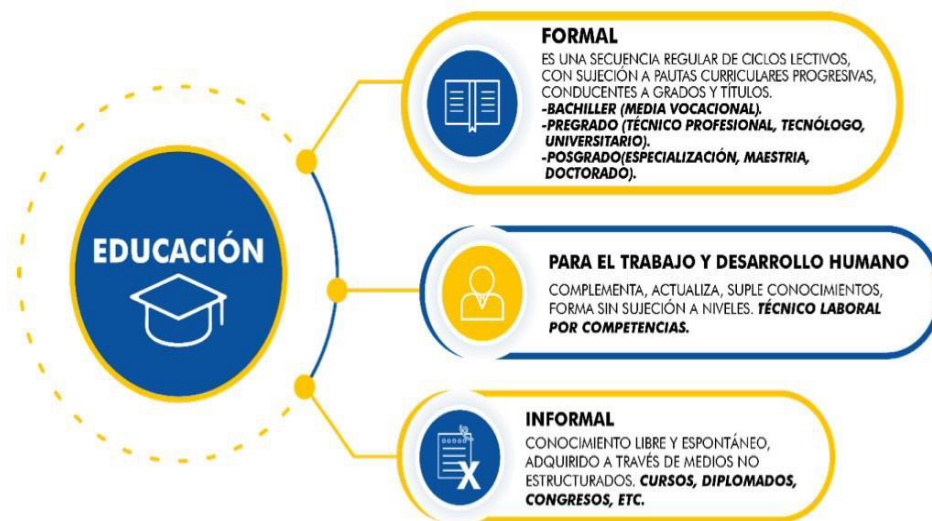 EDUCACIÓN
FORMAL
ES UNA SECUENCIA REGULAR DE CICLOS LECTIVOS,
CON SUJECIÓN A PAUTAS CURRICULARES PROGRESIVAS,
CONDUCENTES A GRADOS Y TÍTULOS.
-BACHILLER (MEDIA VOCACIONAL).
-PREGRADO (TÉCNICO PROFESIONAL, TECNÓLOGO,
UNIVERSITARIO).
-POSGRADO(ESPECIALIZACIÓN, MAESTRIA,
DOCTORADO).
PARA EL TRABAJO Y DESARROLLO HUMANO
COMPLEMENTA, ACTUALIZA, SUPLE CONOCIMIENTOS,
FORMA SIN SUJECIÓN A NIVELES. TÉCNICO LABORAL
POR COMPETENCIAS.
INFORMAL
CONOCIMIENTO LIBRE Y ESPONTÁNEO,
ADQUIRIDO A TRAVÉS DE MEDIOS NO
ESTRUCTURADOS. CURSOS, DIPLOMADOS,
CONGRESOS, ETC.